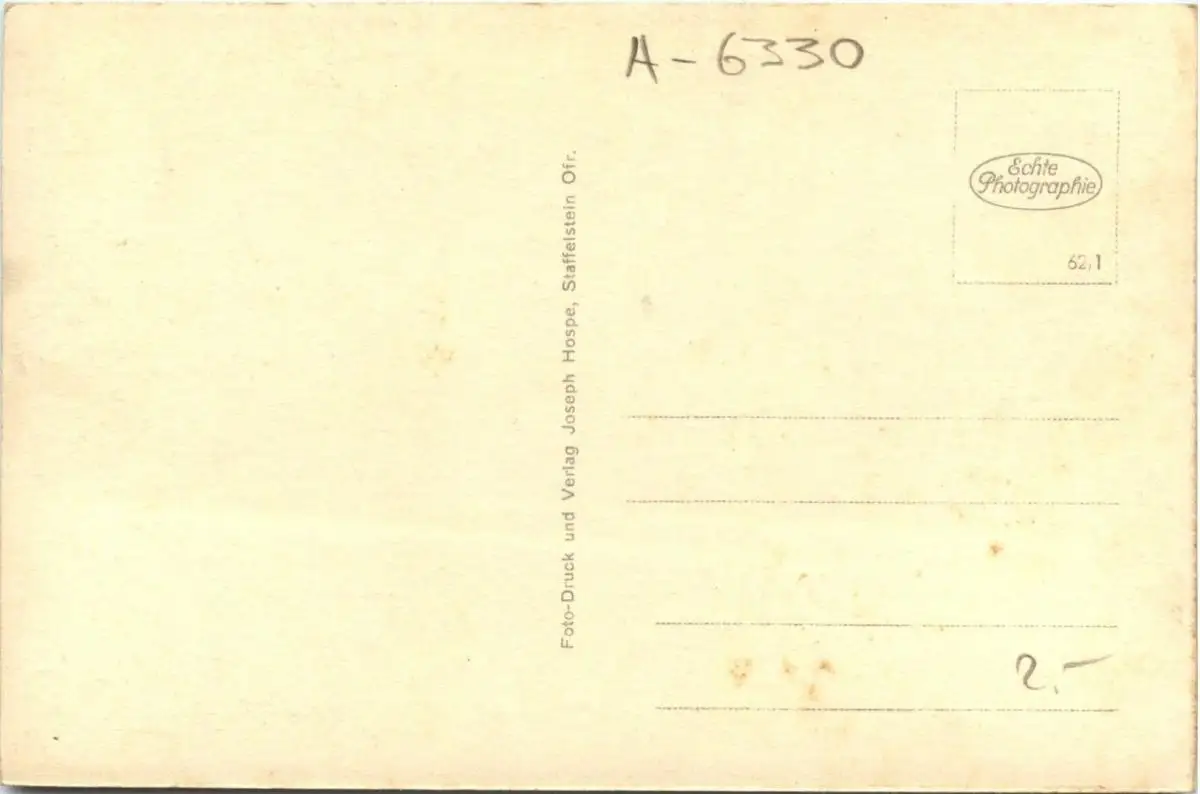 A - 6330
Echte
Photographie
62/1
Foto-Druck und Verlag Joseph Hospe, Staffelstein Ofr.
2.-